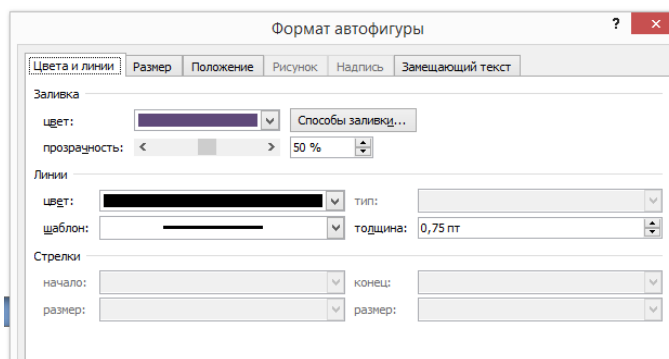 Формат автофигуры
? ×
Цвета и линии Размер Положение Рисунок Надпись Замещающий текст
Заливка
цвет: Способы заливки...
прозрачность: 50 %
Линии
цвет: тип:
шаблон: толщина: 0,75 пт
Стрелки
начало: конец:
размер: размер: